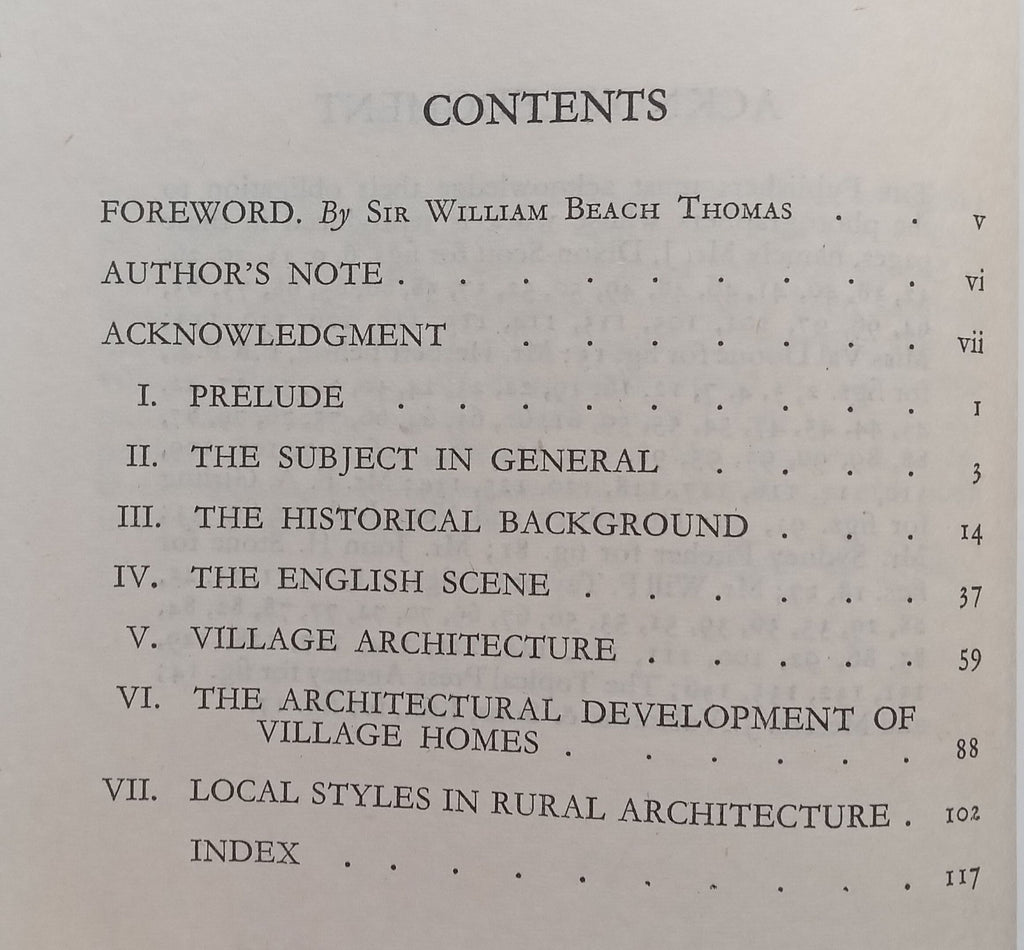 CONTENTS
FOREWORD. By SIR WILLIAM BEACH THOMAS . . v
AUTHOR'S NOTE . . . . . . . . . vi
ACKNOWLEDGMENT . . . . . . . vii
I. PRELUDE . . . . . . . . . 1
II. THE SUBJECT IN GENERAL . . . . 3
III. THE HISTORICAL BACKGROUND . . . 14
IV. THE ENGLISH SCENE . . . . . . 37
V. VILLAGE ARCHITECTURE . . . . . 59
VI. THE ARCHITECTURAL DEVELOPMENT OF
VILLAGE HOMES . . . . . . 88
VII. LOCAL STYLES IN RURAL ARCHITECTURE . 102
INDEX . . . . . . . . . . 117